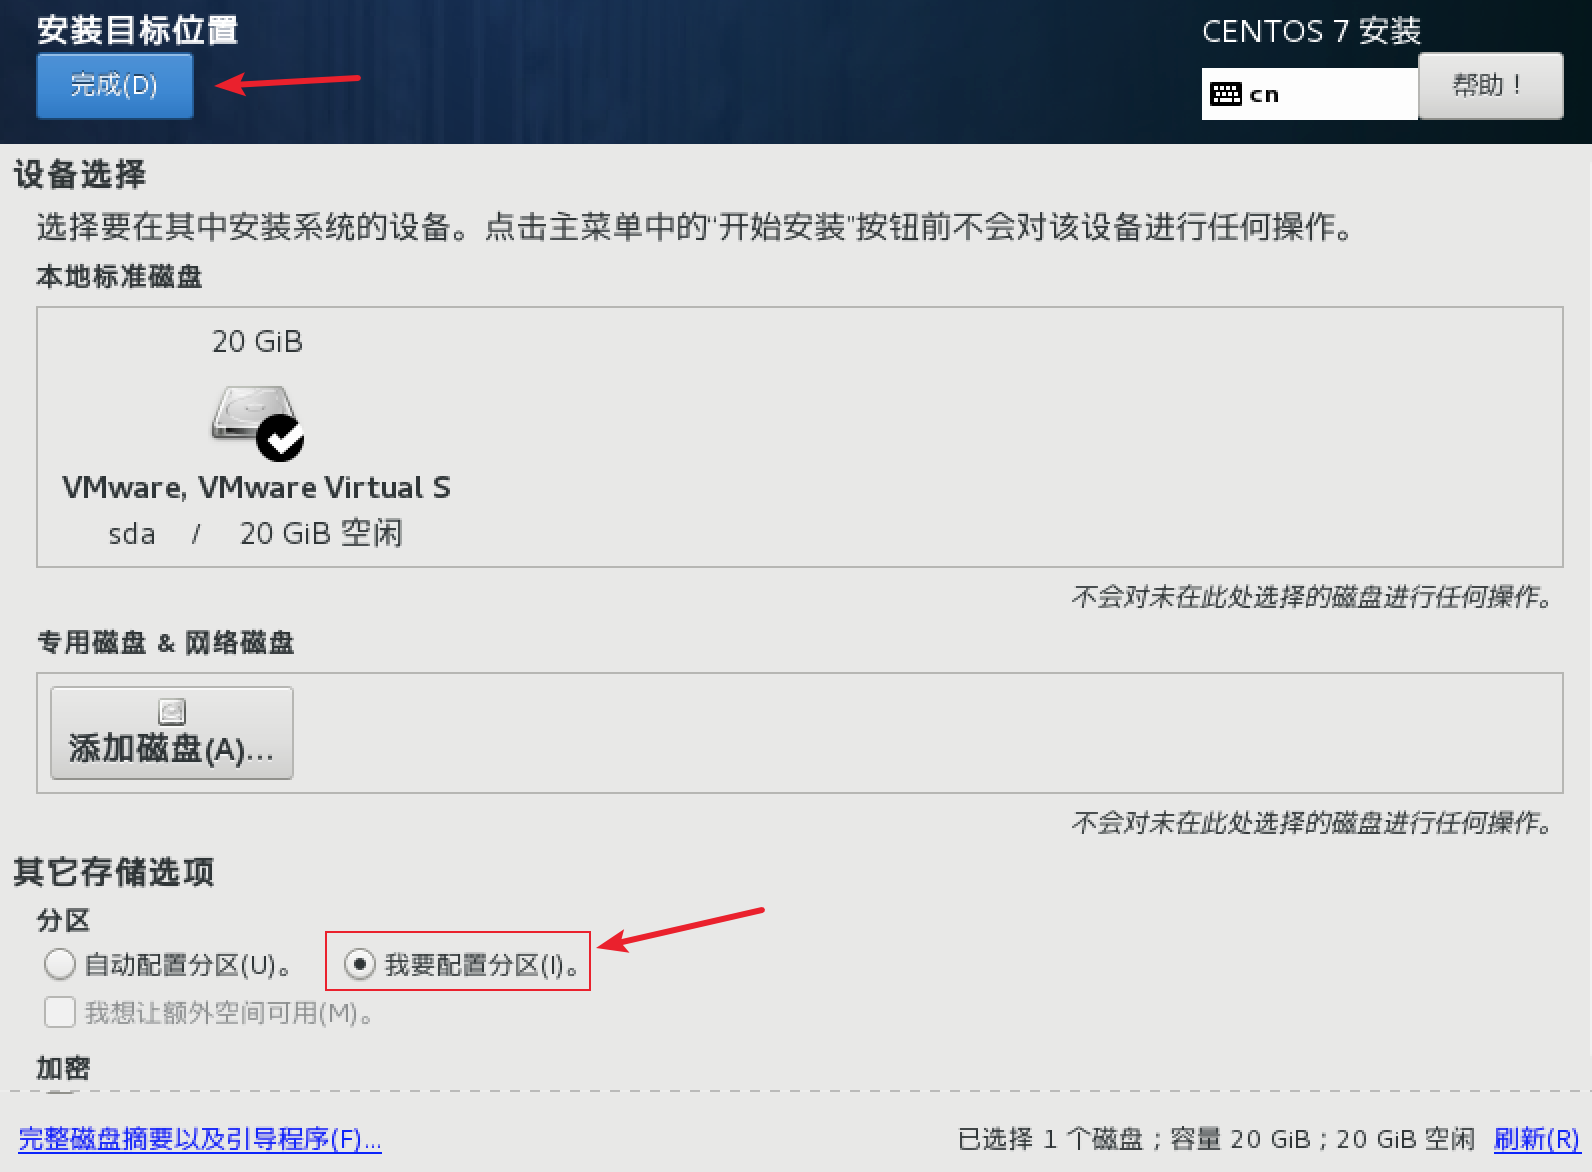 安装目标位置
CENTOS 7 安装
完成(D)
cn
帮助！
设备选择
选择要在其中安装系统的设备。点击主菜单中的“开始安装”按钮前不会对该设备进行任何操作。
本地标准磁盘
20 GiB
VMware, VMware Virtual S
sda / 20 GiB 空闲
不会对未在此处选择的磁盘进行任何操作。
专用磁盘 & 网络磁盘
添加磁盘(A)...
不会对未在此处选择的磁盘进行任何操作。
其它存储选项
分区
自动配置分区(U)。 我要配置分区(I)。
我想让额外空间可用(M)。
加密
完整磁盘摘要以及引导程序(F)... 已选择 1 个磁盘；容量 20 GiB；20 GiB 空闲 刷新(R)